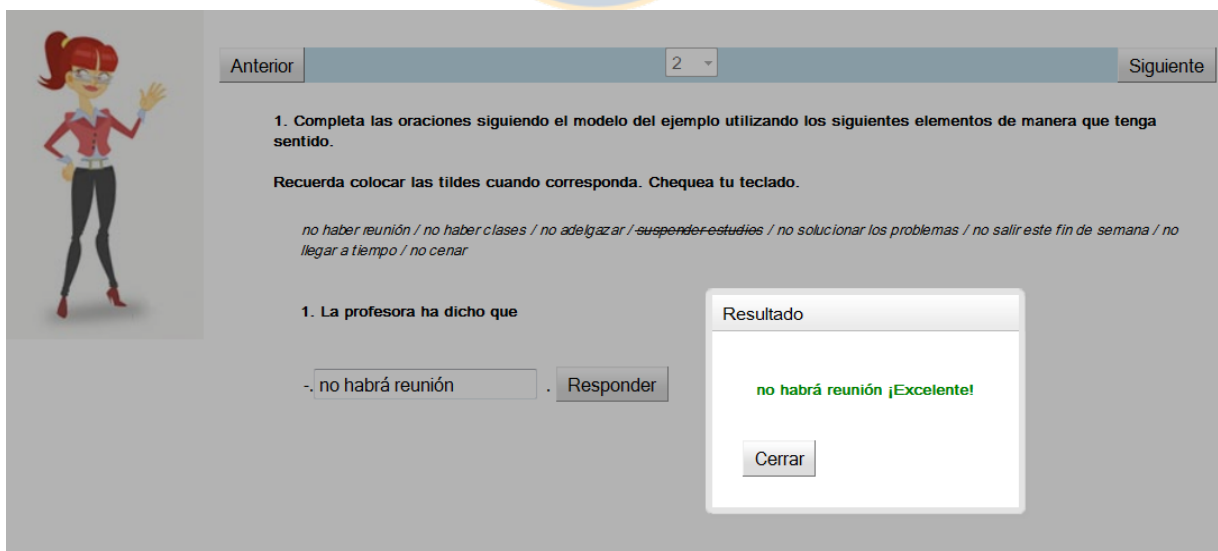 Anterior 2 Siguiente
1. Completa las oraciones siguiendo el modelo del ejemplo utilizando los siguientes elementos de manera que tenga
sentido.
Recuerda colocar las tildes cuando corresponda. Chequea tu teclado.
no haber reunión / no haber clases / no adelgazar / suspender estudios / no solucionar los problemas / no salir este fin de semana / no
llegar a tiempo / no cenar
1. La profesora ha dicho que
-. no habrá reunión . Responder
Resultado
no habrá reunión ¡Excelente!
Cerrar